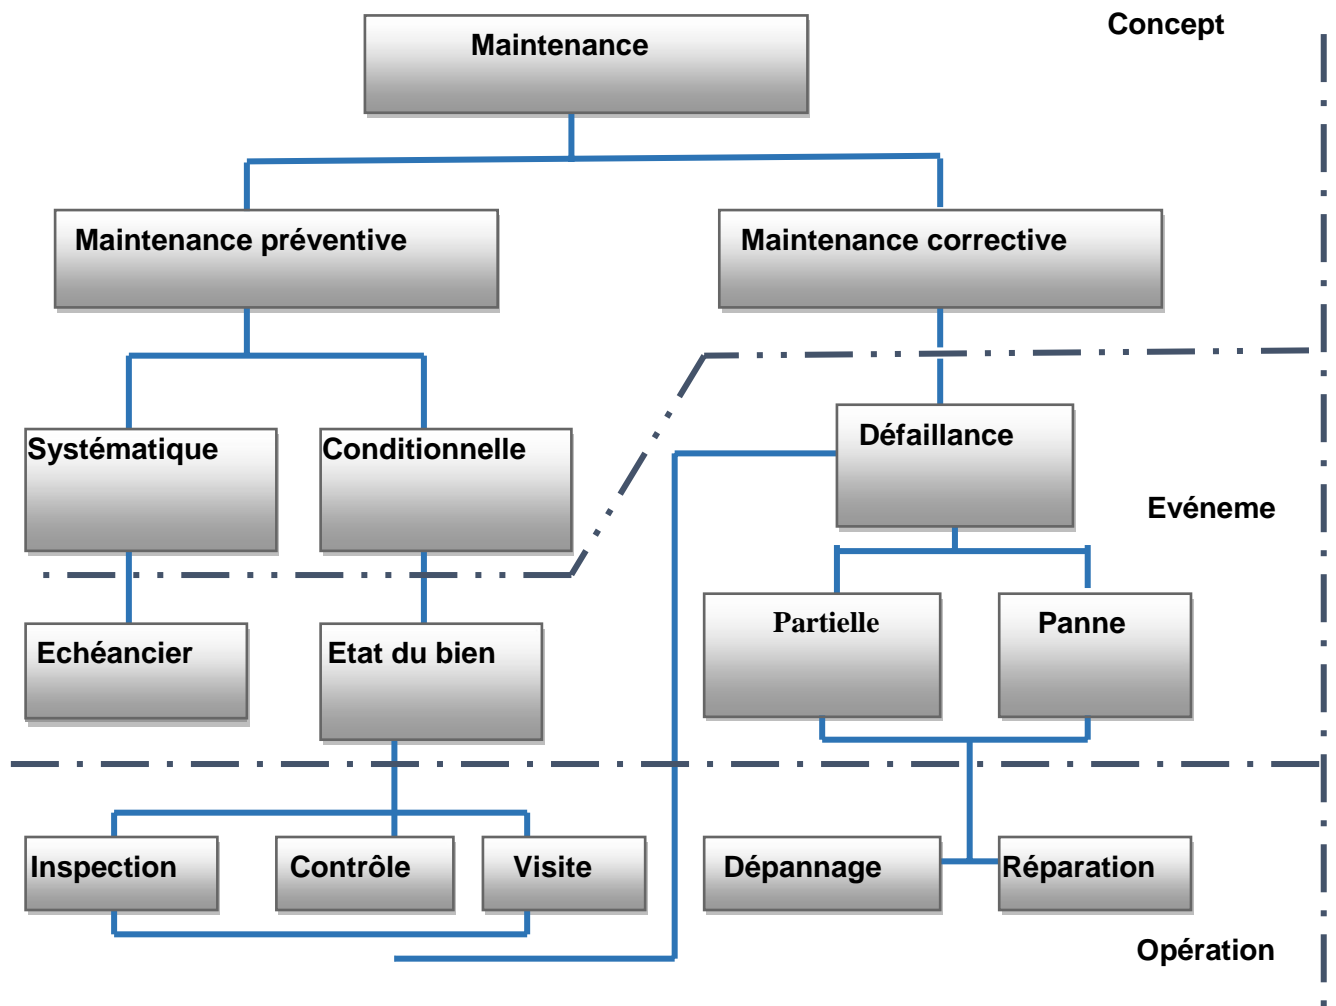 Concept
Maintenance
Maintenance préventive
Maintenance corrective
Systématique
Conditionnelle
Défaillance
Evéneme
Echéancier
Etat du bien
Partielle
Panne
Inspection
Contrôle
Visite
Dépannage
Réparation
Opération